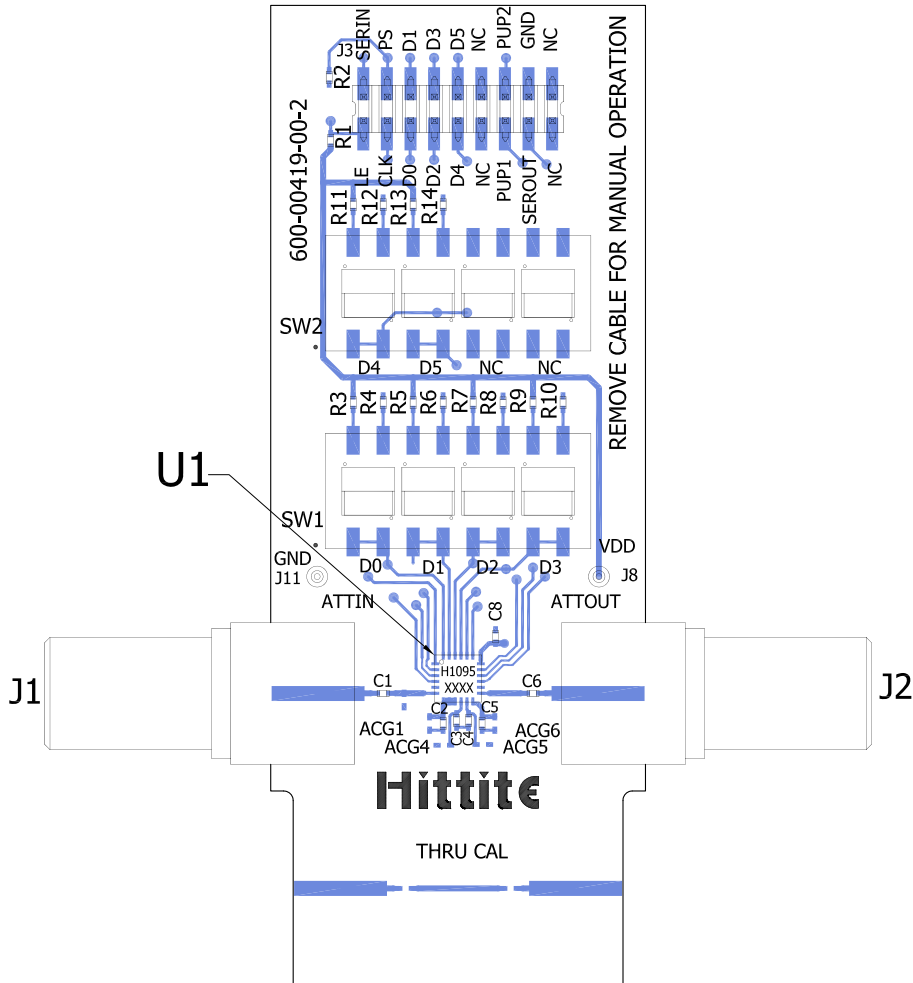 SERIN PS D1 D3 D5 NC PUP2 GND NC
J3
R2
R1
600-00419-00-2
LE CLK D0 D2 D4 NC PUP1 SEROUT NC
REMOVE CABLE FOR MANUAL OPERATION
R11 R12 R13 R14
SW2
D4 D5 NC NC
R3 R4 R5 R6 R7 R8 R9 R10
U1
SW1
GND
J11
D0 D1 D2 D3
VDD
J8
ATTIN
ATTOUT
C8
H1095
XXXX
J1
C1
C6
J2
C2
C3
C4
C5
ACG1
ACG4
ACG6
ACG5
Hittite
THRU CAL